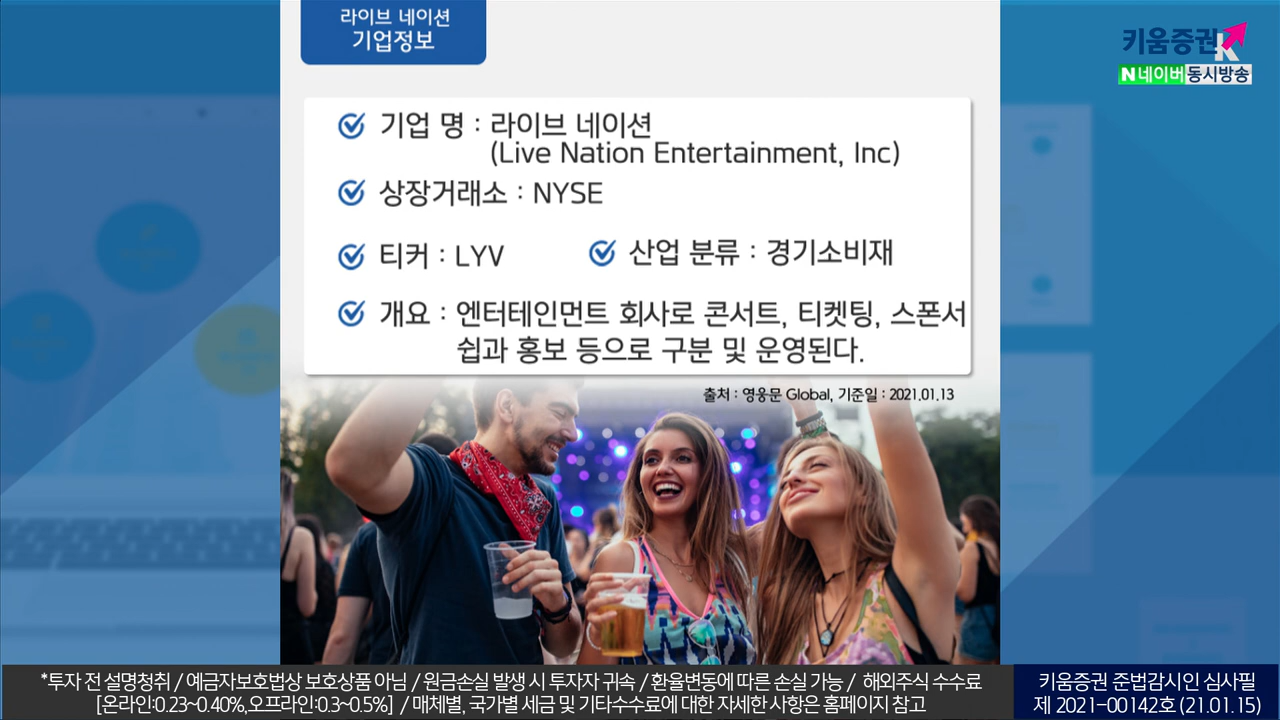 라이브 네이션
기업정보
키움증권
N 네이버 동시방송
기업 명 : 라이브 네이션
(Live Nation Entertainment, Inc)
상장거래소 : NYSE
티커 : LYV
산업 분류 : 경기소비재
개요 : 엔터테인먼트 회사로 콘서트, 티켓팅, 스폰서
쉽과 홍보 등으로 구분 및 운영된다.
출처 : 영웅문 Global, 기준일 : 2021.01.13
*투자 전 설명청취 / 예금자보호법상 보호상품 아님 / 원금손실 발생 시 투자자 귀속 / 환율변동에 따른 손실 가능 / 해외주식 수수료
[온라인:0.23~0.40%,오프라인:0.3~0.5%] / 매체별, 국가별 세금 및 기타수수료에 대한 자세한 사항은 홈페이지 참고
키움증권 준법감시인 심사필
제 2021-00142호 (21.01.15)